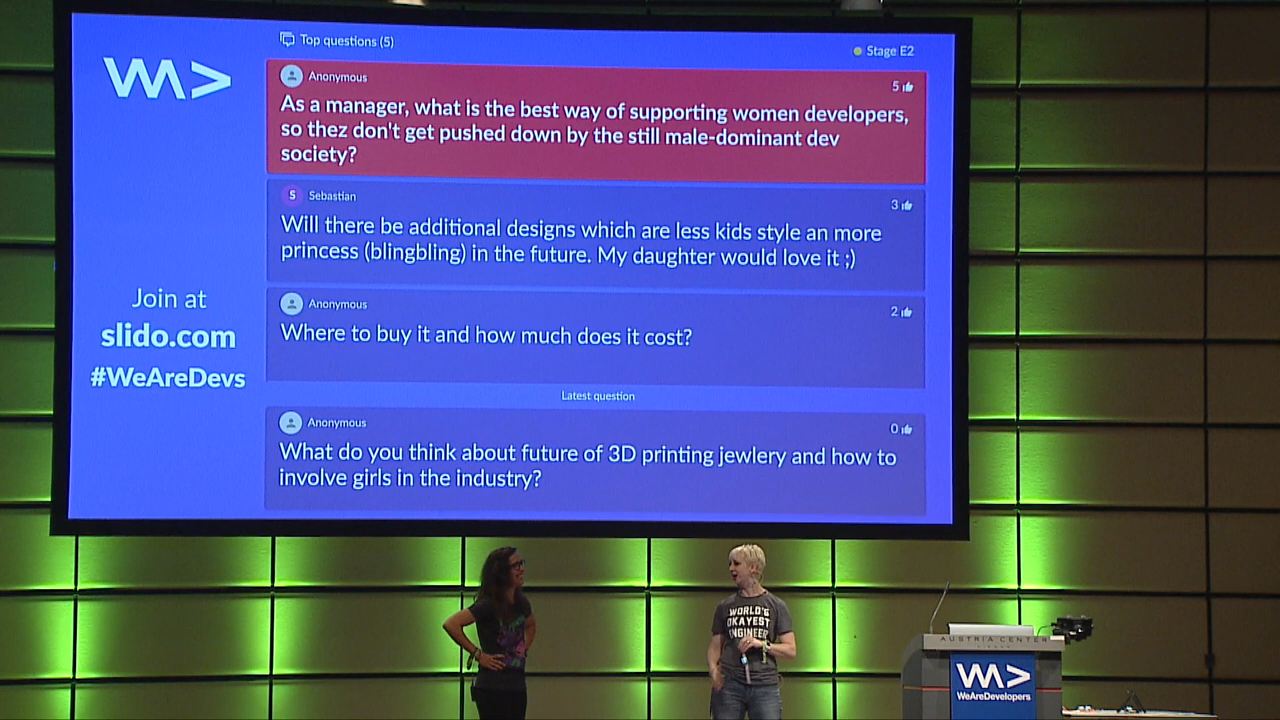 Top questions (5)
Stage E2
WA>
Anonymous
5
As a manager, what is the best way of supporting women developers,
so thez don't get pushed down by the still male-dominant dev
society?
S Sebastian
3
Will there be additional designs which are less kids style an more
princess (blingbling) in the future. My daughter would love it ;)
Anonymous
2
Where to buy it and how much does it cost?
Join at
slido.com
#WeAreDevs
Latest question
Anonymous
0
What do you think about future of 3D printing jewlery and how to
involve girls in the industry?
WORLD'S
OKAYEST
ENGINEER
AUSTRIA CENTER
WA>
WeAreDevelopers